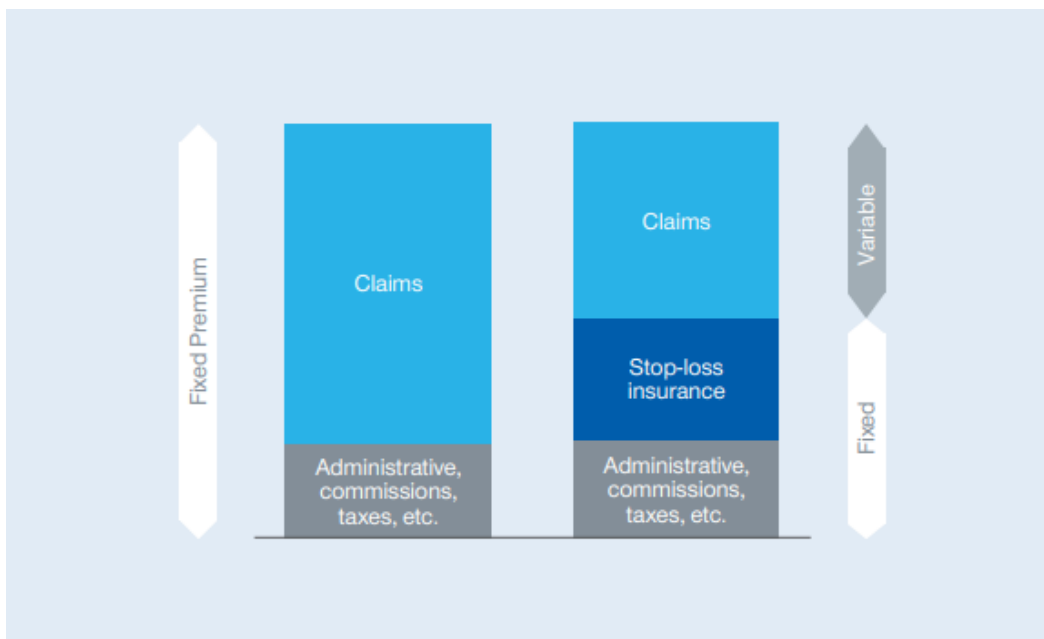 Fixed Premium
Claims
Administrative,
commissions,
taxes, etc.
Claims
Stop-loss
insurance
Administrative,
commissions,
taxes, etc.
Variable
Fixed